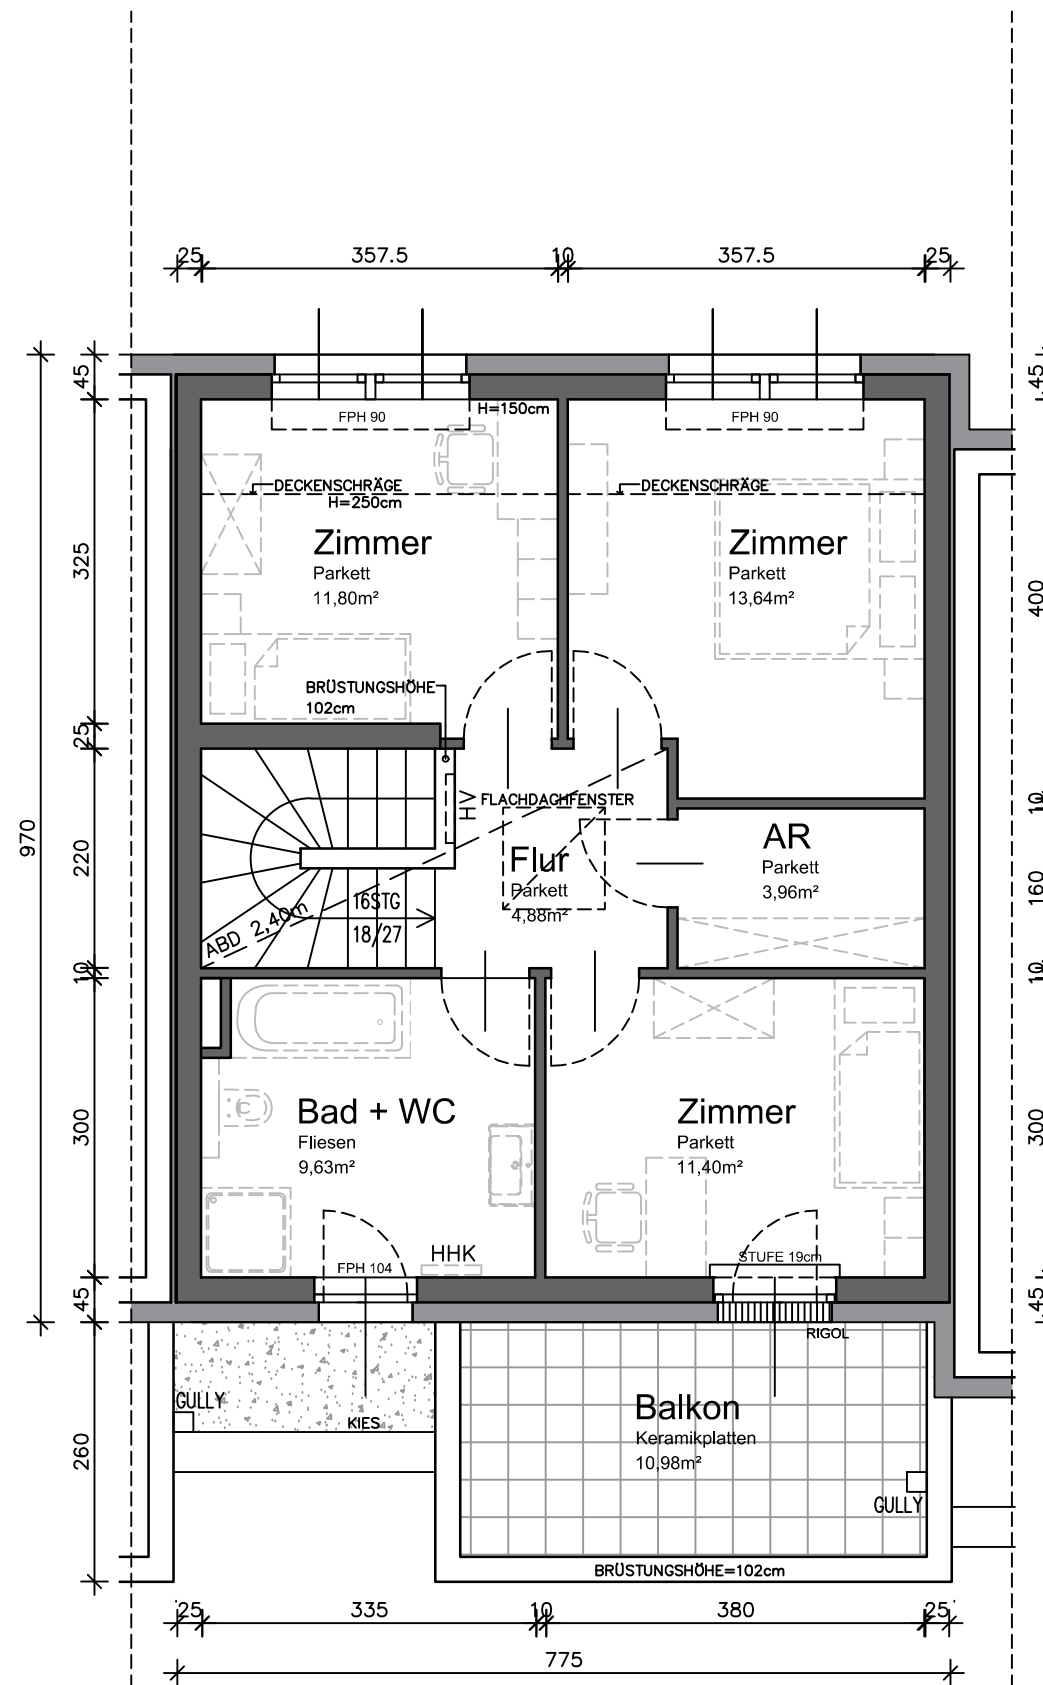 25 357.5 10 357.5 25
45
45
H=150cm
FPH 90
FPH 90
DECKENSCHRÄGE
H=250cm
DECKENSCHRÄGE
Zimmer
Parkett
11,80m²
Zimmer
Parkett
13,64m²
325
400
BRÜSTUNGSHÖHE
102cm
25
970
HV
FLACHDACHFENSTER
10
220
Flur
Parkett
4,88m²
AR
Parkett
3,96m²
160
ABD 2,40m
16STG
18/27
10
10
Bad + WC
Fliesen
9,63m²
Zimmer
Parkett
11,40m²
300
300
HHK
FPH 104
STUFE 19cm
45
45
RIGOL
GULLY
KIES
Balkon
Keramikplatten
10,98m²
260
GULLY
BRÜSTUNGSHÖHE=102cm
25 335 10 380 25
775